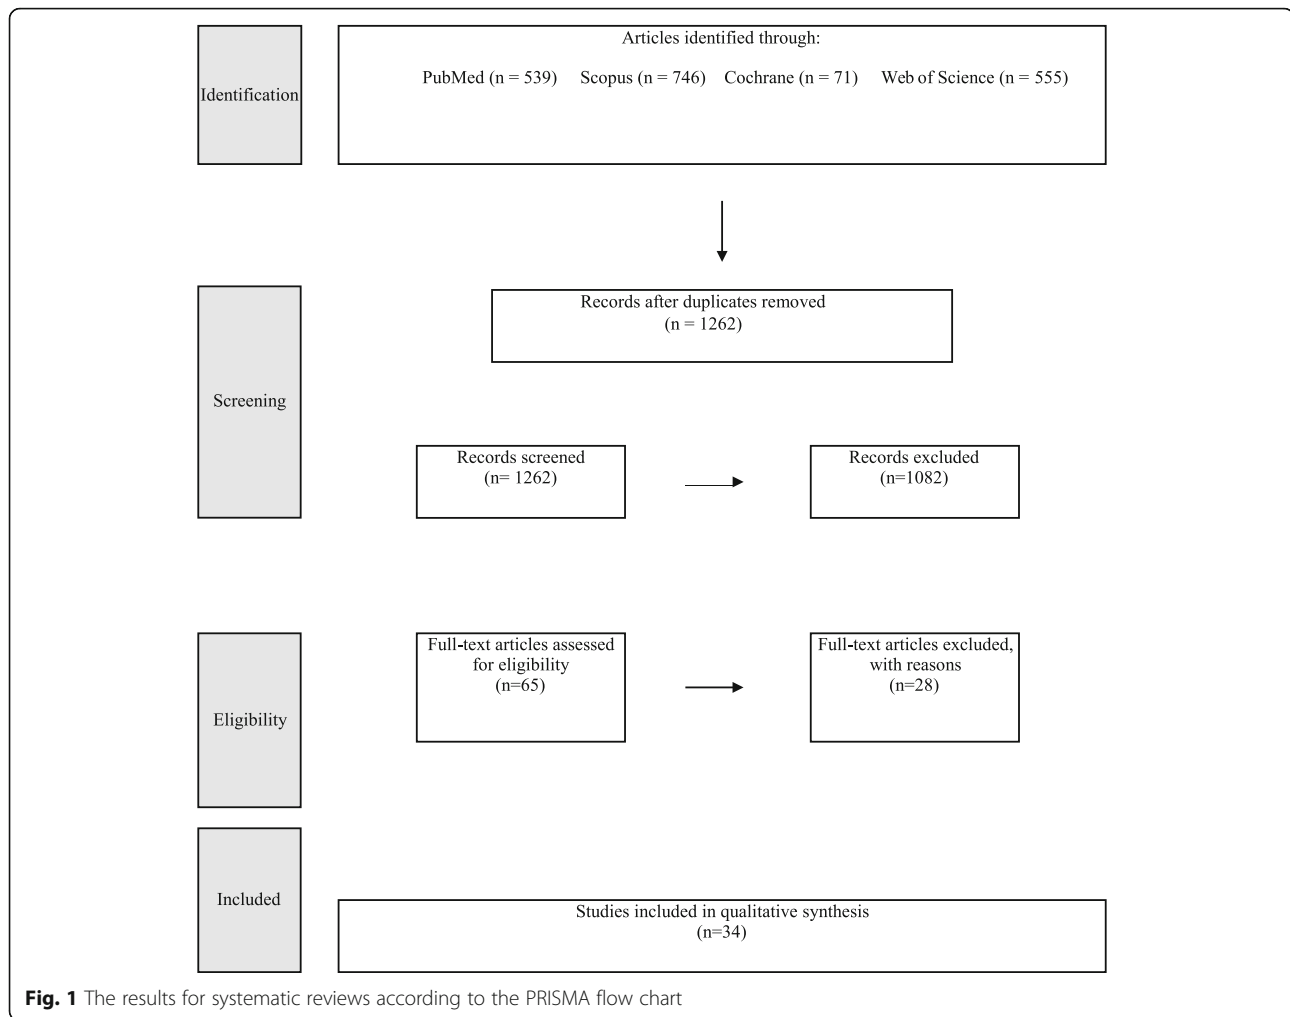 Identification
Articles identified through:
PubMed (n = 539) Scopus (n = 746) Cochrane (n = 71) Web of Science (n = 555)
Screening
Records after duplicates removed
(n = 1262)
Records screened
(n= 1262)
Records excluded
(n=1082)
Eligibility
Full-text articles assessed
for eligibility
(n=65)
Full-text articles excluded,
with reasons
(n=28)
Included
Studies included in qualitative synthesis
(n=34)
Fig. 1 The results for systematic reviews according to the PRISMA flow chart